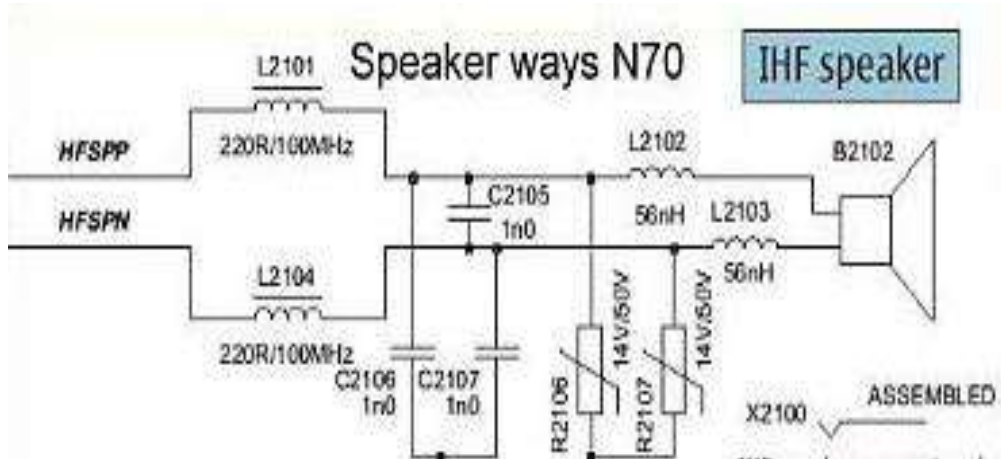 Speaker ways N70
IHF speaker
L2101
220R/100MHz
HFSPP
L2102
B2102
C2105
1n0
56nH
L2103
HFSPN
56nH
L2104
220R/100MHz
C2106
1n0
C2107
1n0
R2106
14V/50V
R2107
14V/50V
X2100
ASSEMBLED